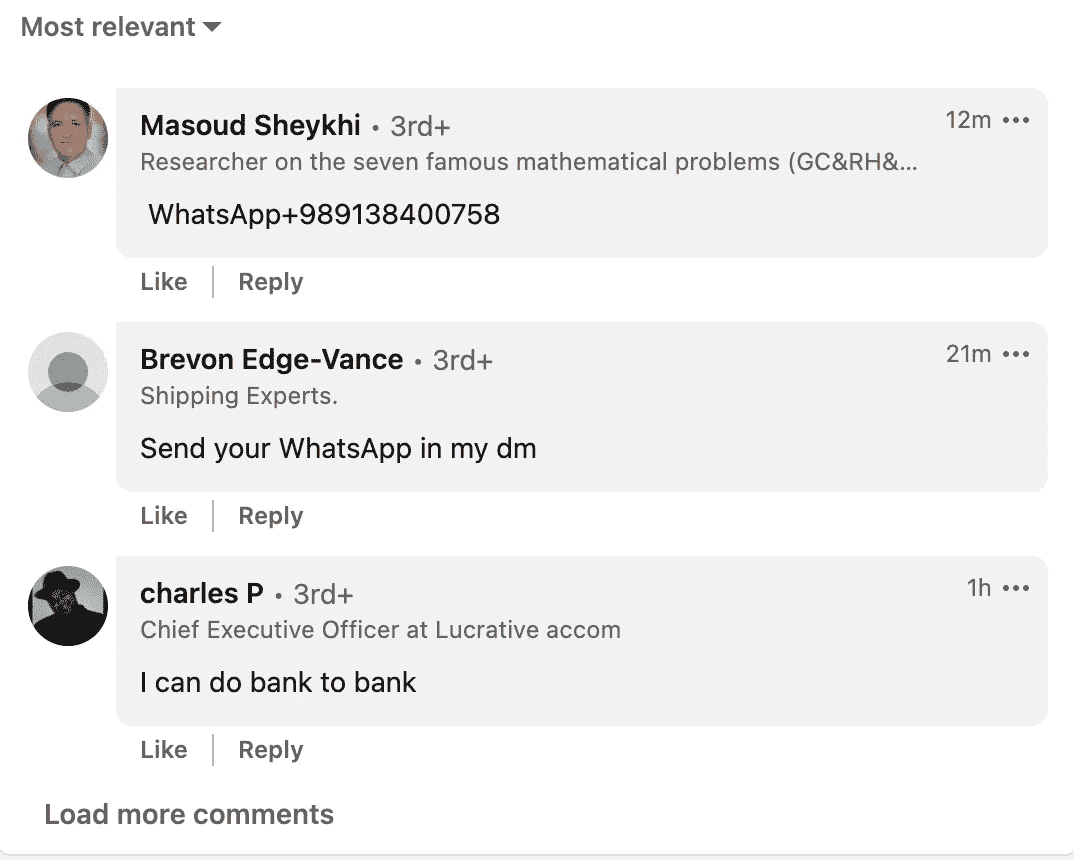 Most relevant
Masoud Sheykhi • 3rd+
12m
Researcher on the seven famous mathematical problems (GC&RH&...
WhatsApp+989138400758
Like Reply
Brevon Edge-Vance • 3rd+
21m
Shipping Experts.
Send your WhatsApp in my dm
Like Reply
charles P • 3rd+
1h
Chief Executive Officer at Lucrative accom
I can do bank to bank
Like Reply
Load more comments